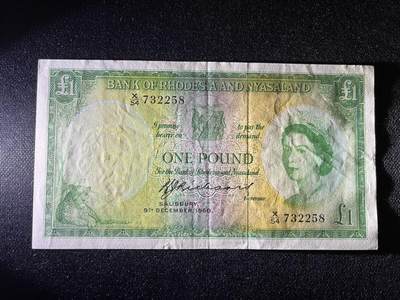 £1 BANK OF RHODESIA AND NYASALAND £1
X/54 732258
I promise to pay the
bearer on demand
ONE POUND
For the Bank of Rhodesia and Nyasaland
Governor
SALISBURY,
9TH DECEMBER, 1960.
X/54 732258
£1